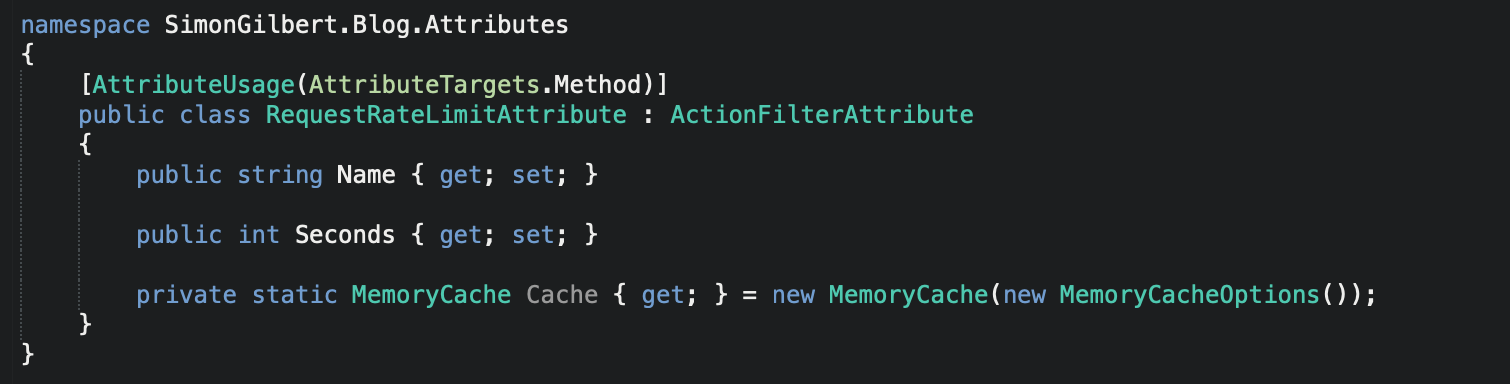 namespace SimonGilbert.Blog.Attributes
{
    [AttributeUsage(AttributeTargets.Method)]
    public class RequestRateLimitAttribute : ActionFilterAttribute
    {
        public string Name { get; set; }
        public int Seconds { get; set; }
        private static MemoryCache Cache { get; } = new MemoryCache(new MemoryCacheOptions());
    }
}